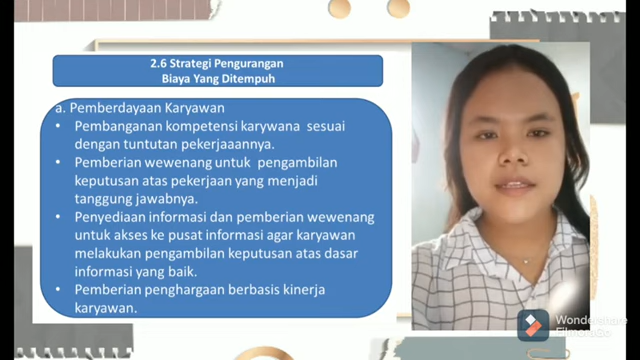 2.6 Strategi Pengurangan
Biaya Yang Ditempuh
a. Pemberdayaan Karyawan
• Pembanganan kompetensi karywana sesuai
dengan tuntutan pekerjaaannya.
• Pemberian wewenang untuk pengambilan
keputusan atas pekerjaan yang menjadi
tanggung jawabnya.
• Penyediaan informasi dan pemberian wewenang
untuk akses ke pusat informasi agar karyawan
melakukan pengambilan keputusan atas dasar
informasi yang baik.
• Pemberian penghargaan berbasis kinerja
karyawan.
Wondershare
FilmoraGo